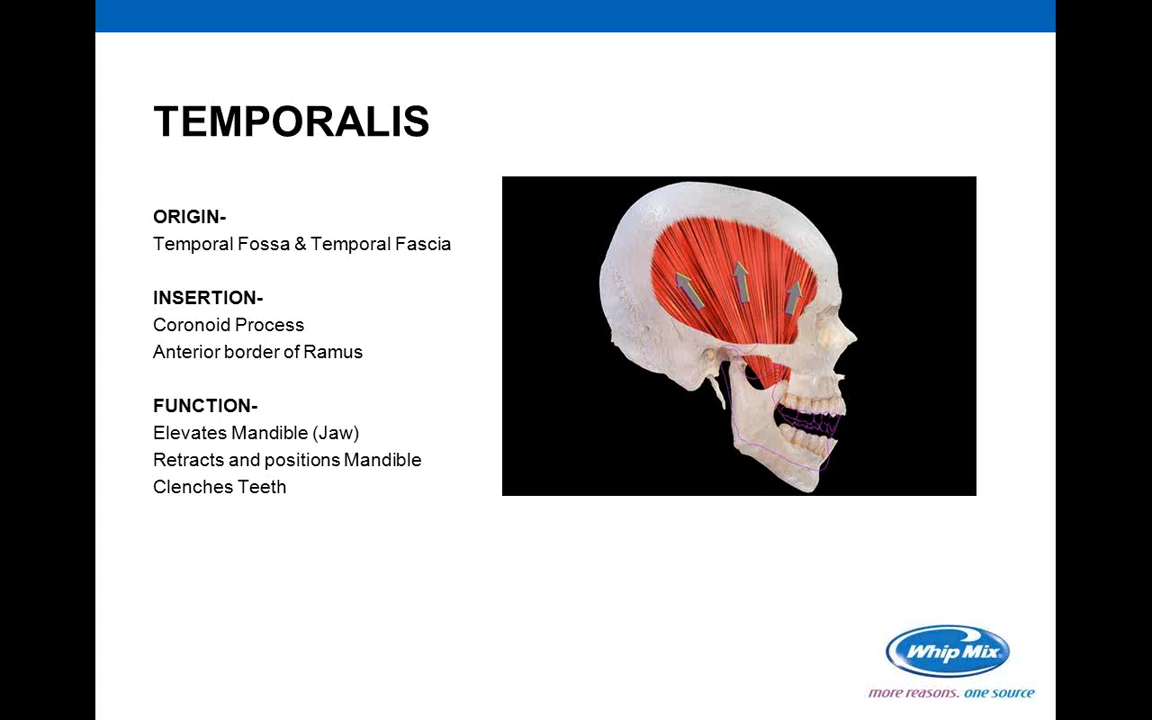 TEMPORALIS
ORIGIN-
Temporal Fossa & Temporal Fascia
INSERTION-
Coronoid Process
Anterior border of Ramus
FUNCTION-
Elevates Mandible (Jaw)
Retracts and positions Mandible
Clenches Teeth
Whip Mix®
more reasons. one source